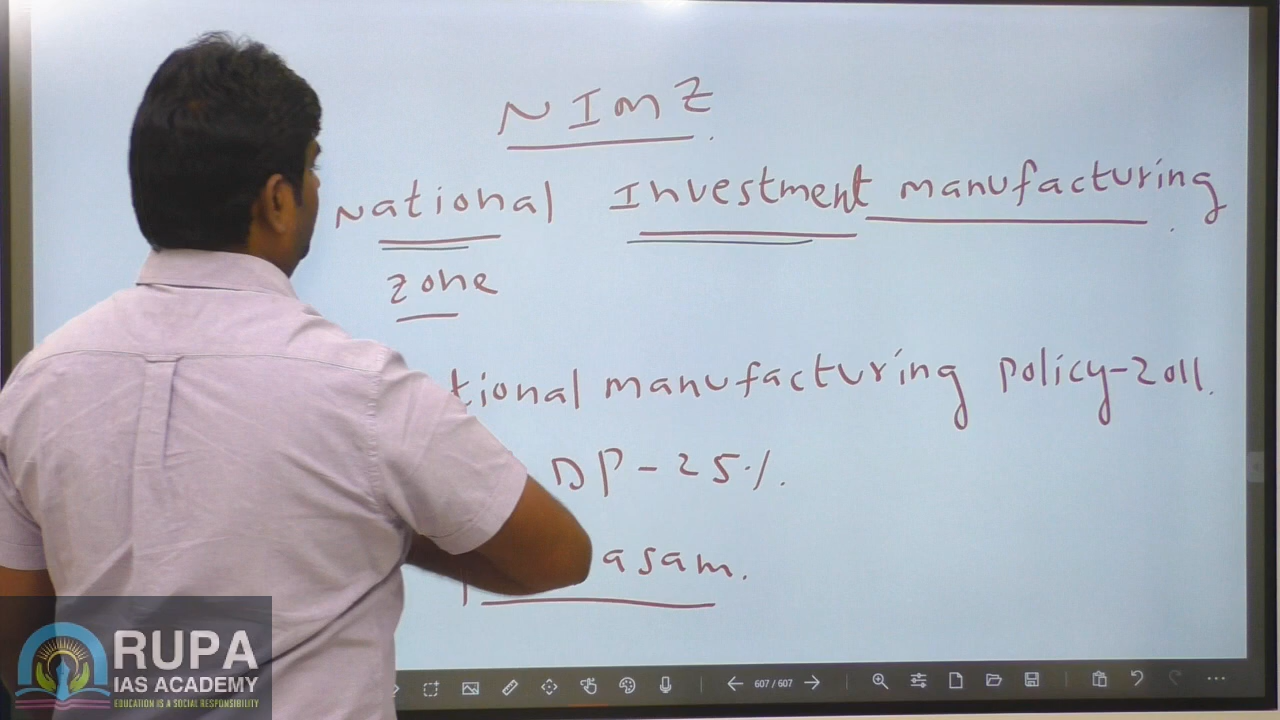 NImZ
National Investment manufacturing
zone
tional manufacturing policy-2011.
DP-25%.
asam.
607 / 607
RUPA
IAS ACADEMY
EDUCATION IS A SOCIAL RESPONSIBILITY